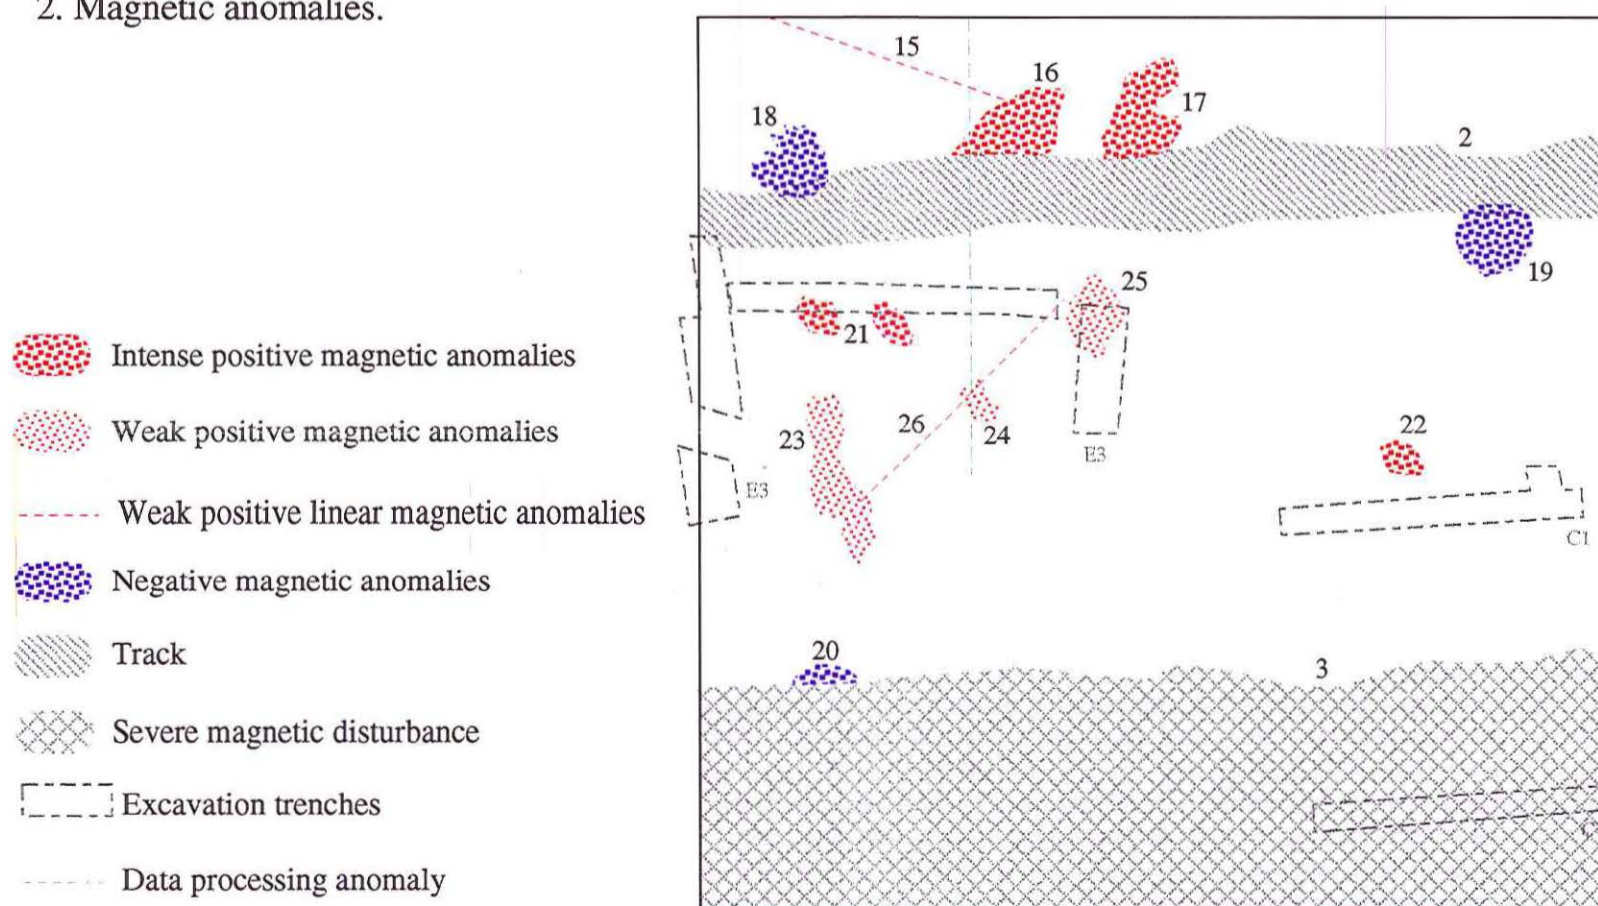 2. Magnetic anomalies.
15
16
17
18
2
19
25
21
Intense positive magnetic anomalies
Weak positive magnetic anomalies
23
26
24
22
E3
E3
Weak positive linear magnetic anomalies
C1
Negative magnetic anomalies
Track
20
3
Severe magnetic disturbance
Excavation trenches
Data processing anomaly